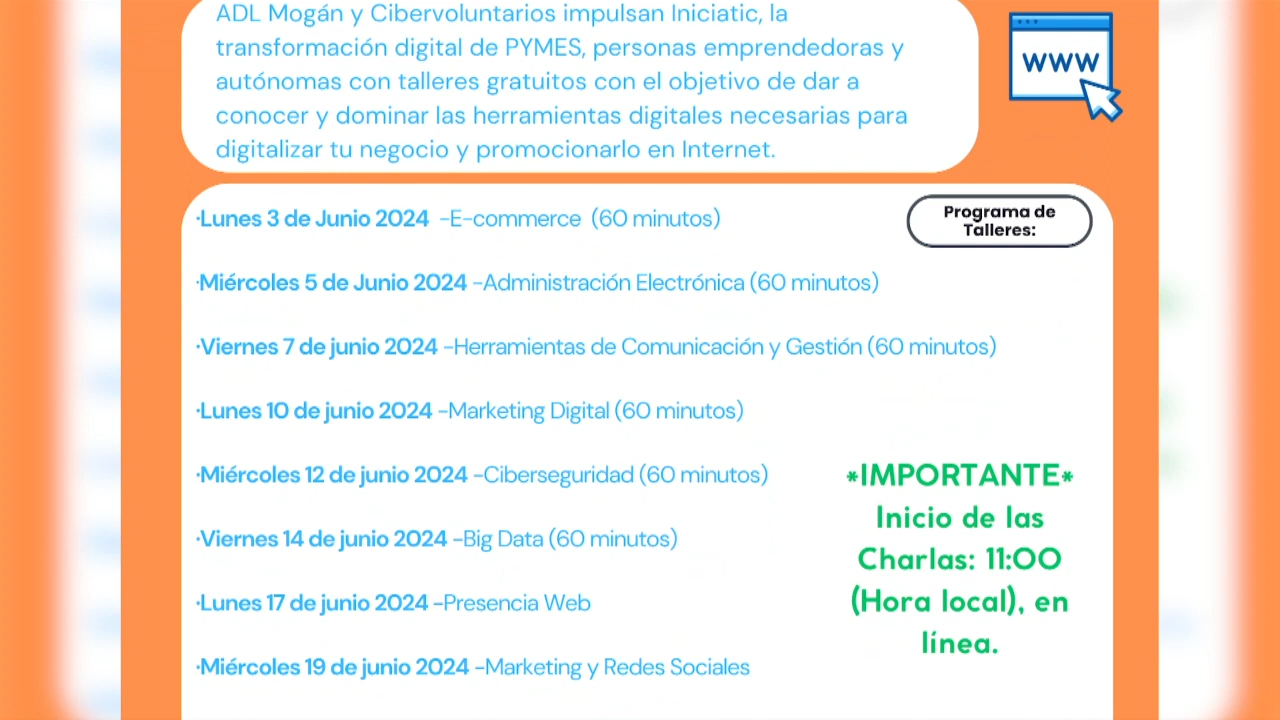 ADL Mogán y Cibervoluntarios impulsan Iniciatic, la
transformación digital de PYMES, personas emprendedoras y
autónomas con talleres gratuitos con el objetivo de dar a
conocer y dominar las herramientas digitales necesarias para
digitalizar tu negocio y promocionarlo en Internet.
WWW
Programa de
Talleres:
·Lunes 3 de Junio 2024 -E-commerce (60 minutos)
·Miércoles 5 de Junio 2024 -Administración Electrónica (60 minutos)
·Viernes 7 de junio 2024 -Herramientas de Comunicación y Gestión (60 minutos)
·Lunes 10 de junio 2024 -Marketing Digital (60 minutos)
·Miércoles 12 de junio 2024 -Ciberseguridad (60 minutos)
·Viernes 14 de junio 2024 -Big Data (60 minutos)
·Lunes 17 de junio 2024 -Presencia Web
·Miércoles 19 de junio 2024 -Marketing y Redes Sociales
*IMPORTANTE*
Inicio de las
Charlas: 11:00
(Hora local), en
línea.